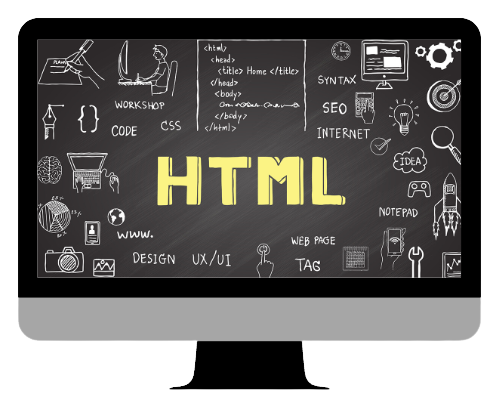 <html>
<head>
<title> Home </title>
</head>
<body>
</body>
</html>
SYNTAX
WORKSHOP
SEO
CODE
CSS
INTERNET
IDEA
HTML
NOTEPAD
www.
WEB PAGE
DESIGN
UX/UI
TAG